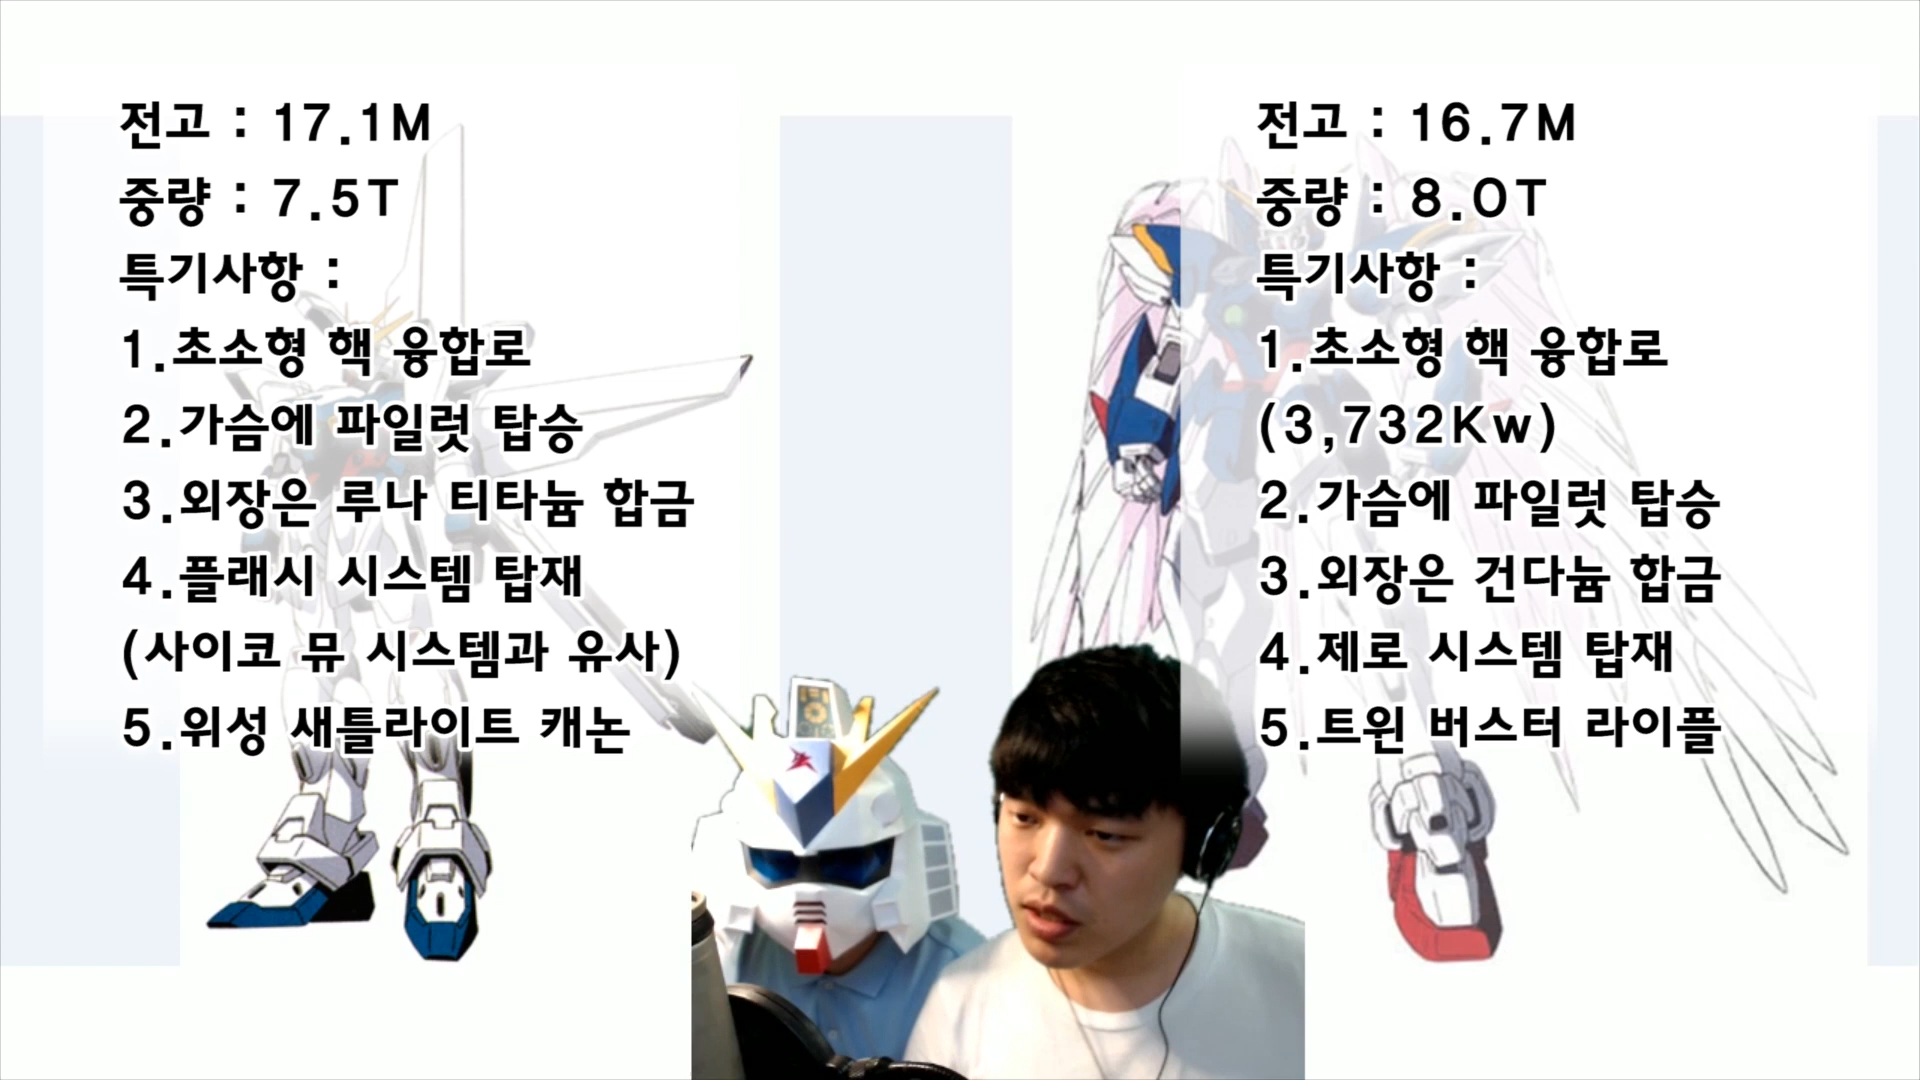 전고 : 17.1M
중량 : 7.5T
특기사항 :
1.초소형 핵 융합로
2.가슴에 파일럿 탑승
3.외장은 루나 티타늄 합금
4.플래시 시스템 탑재
(사이코 뮤 시스템과 유사)
5.위성 새틀라이트 캐논
전고 : 16.7M
중량 : 8.0T
특기사항 :
1.초소형 핵 융합로
(3,732Kw)
2.가슴에 파일럿 탑승
3.외장은 건다늄 합금
4.제로 시스템 탑재
5.트윈 버스터 라이플